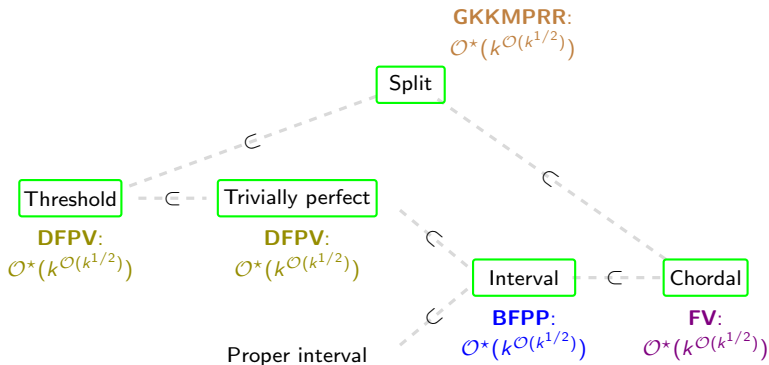 GKKMPRR:
𝒪⋆(k^𝒪(k^1/2))
Split
⊂
⊂
Threshold
⊂
Trivially perfect
DFPV:
𝒪⋆(k^𝒪(k^1/2))
DFPV:
𝒪⋆(k^𝒪(k^1/2))
⊂
Interval
⊂
Chordal
BFPP:
𝒪⋆(k^𝒪(k^1/2))
FV:
𝒪⋆(k^𝒪(k^1/2))
⊂
Proper interval